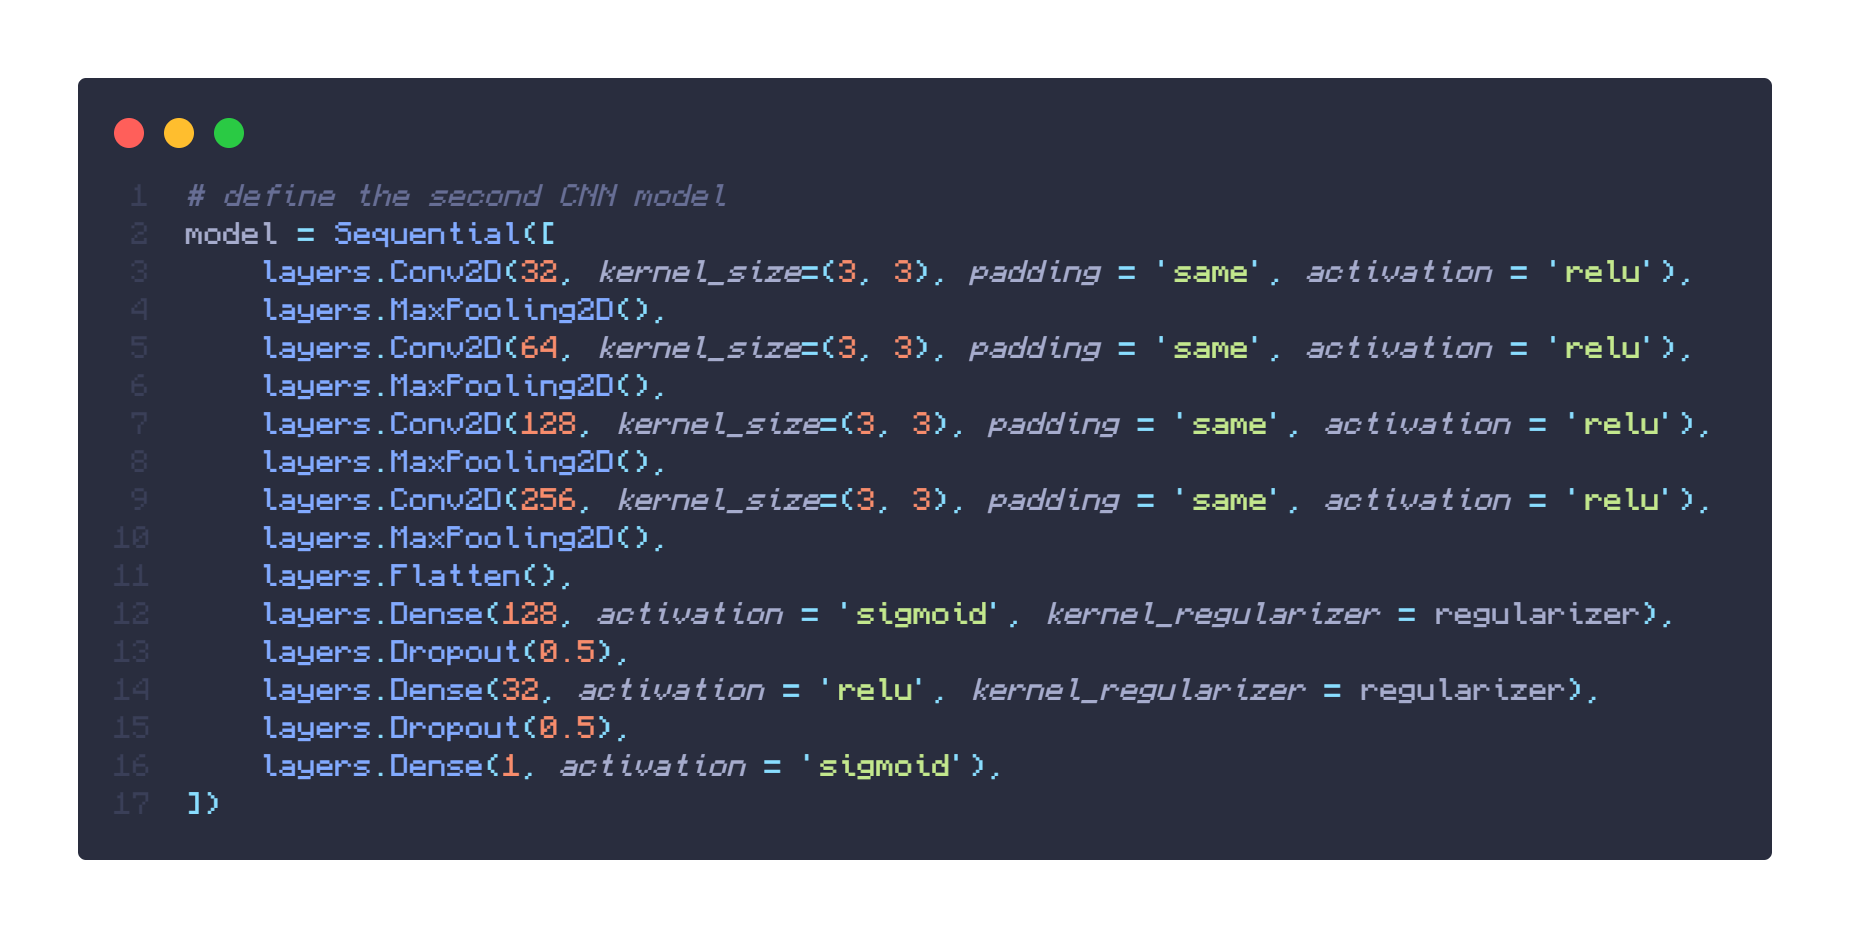 1 # define the second CNN model
2 model = Sequential([
3     layers.Conv2D(32, kernel_size=(3, 3), padding = 'same', activation = 'relu'),
4     layers.MaxPooling2D(),
5     layers.Conv2D(64, kernel_size=(3, 3), padding = 'same', activation = 'relu'),
6     layers.MaxPooling2D(),
7     layers.Conv2D(128, kernel_size=(3, 3), padding = 'same', activation = 'relu'),
8     layers.MaxPooling2D(),
9     layers.Conv2D(256, kernel_size=(3, 3), padding = 'same', activation = 'relu'),
10     layers.MaxPooling2D(),
11     layers.Flatten(),
12     layers.Dense(128, activation = 'sigmoid', kernel_regularizer = regularizer),
13     layers.Dropout(0.5),
14     layers.Dense(32, activation = 'relu', kernel_regularizer = regularizer),
15     layers.Dropout(0.5),
16     layers.Dense(1, activation = 'sigmoid'),
17 ])